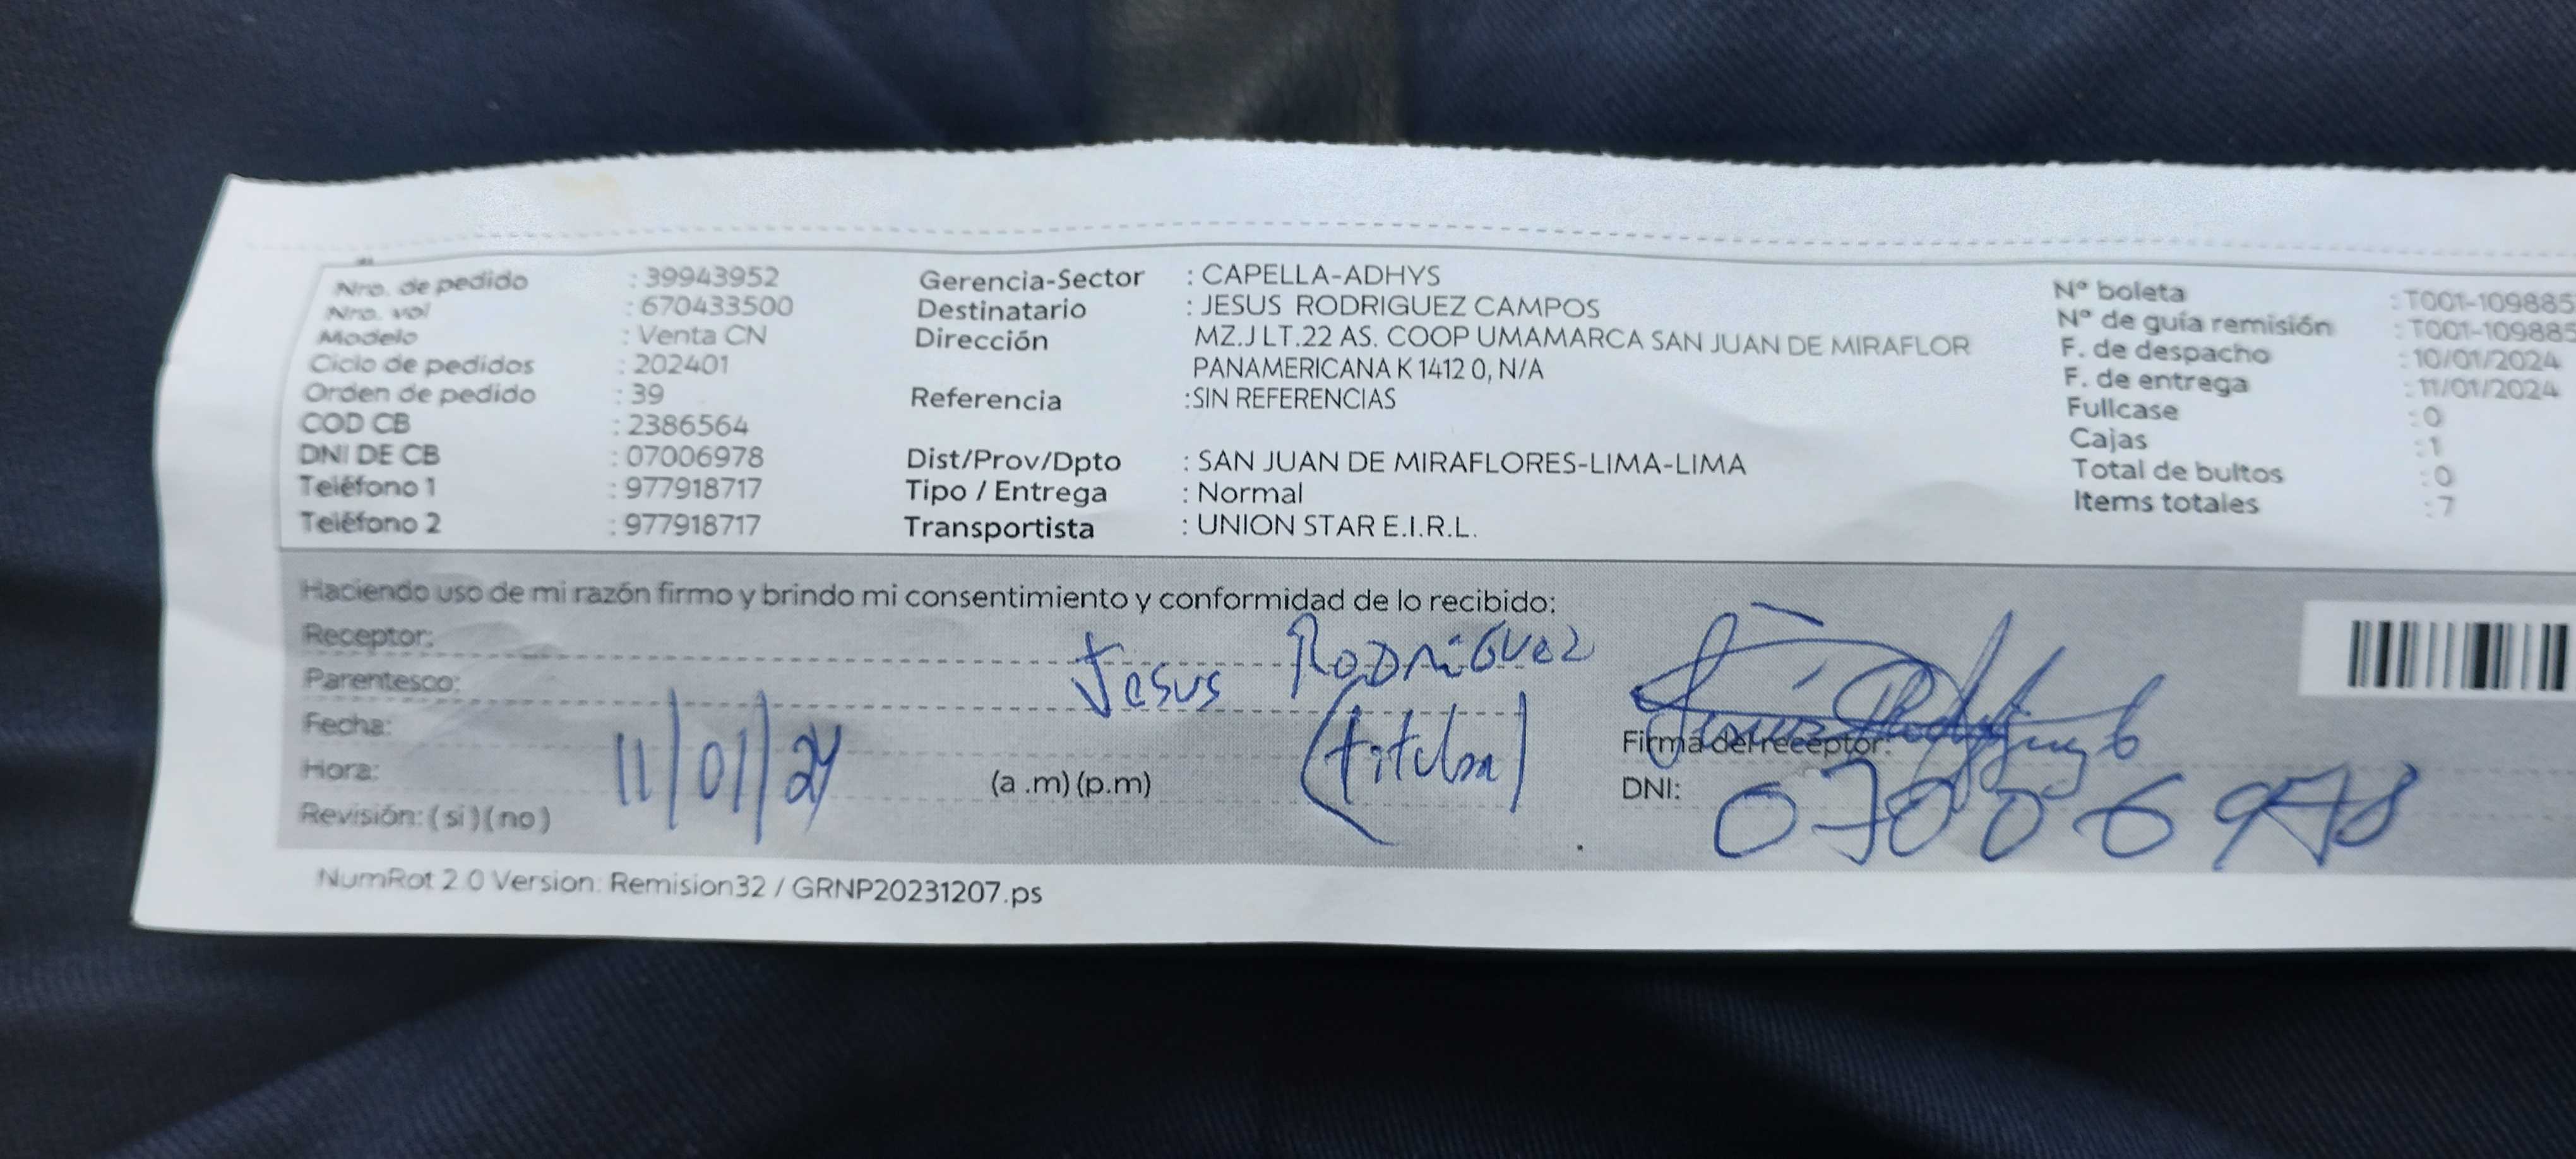 Nro. de pedido : 39943952 Gerencia-Sector : CAPELLA-ADHYS Nº boleta : T001-109885
Nro. vol : 670433500 Destinatario : JESUS RODRIGUEZ CAMPOS Nº de guía remisión : T001-109885
Modelo : Venta CN Dirección MZ.J LT.22 AS. COOP UMAMARCA SAN JUAN DE MIRAFLOR F. de despacho : 10/01/2024
Ciclo de pedidos : 202401 PANAMERICANA K 1412 0, N/A F. de entrega : 11/01/2024
Orden de pedido : 39 Referencia :SIN REFERENCIAS Fullcase : 0
COD CB : 2386564 Cajas : 1
DNI DE CB : 07006978 Dist/Prov/Dpto : SAN JUAN DE MIRAFLORES-LIMA-LIMA Total de bultos : 0
Teléfono 1 : 977918717 Tipo / Entrega : Normal Items totales : 7
Teléfono 2 : 977918717 Transportista : UNION STAR E.I.R.L.
Haciendo uso de mi razón firmo y brindo mi consentimiento y conformidad de lo recibido:
Receptor: Jesus Rodriguez
Parentesco: (titular)
Fecha: 11/01/24 Firma del receptor:
Hora: (a .m) (p.m) DNI: 07006978
Revisión: ( si ) ( no )
NumRot 2.0 Version: Remision32 / GRNP20231207.ps